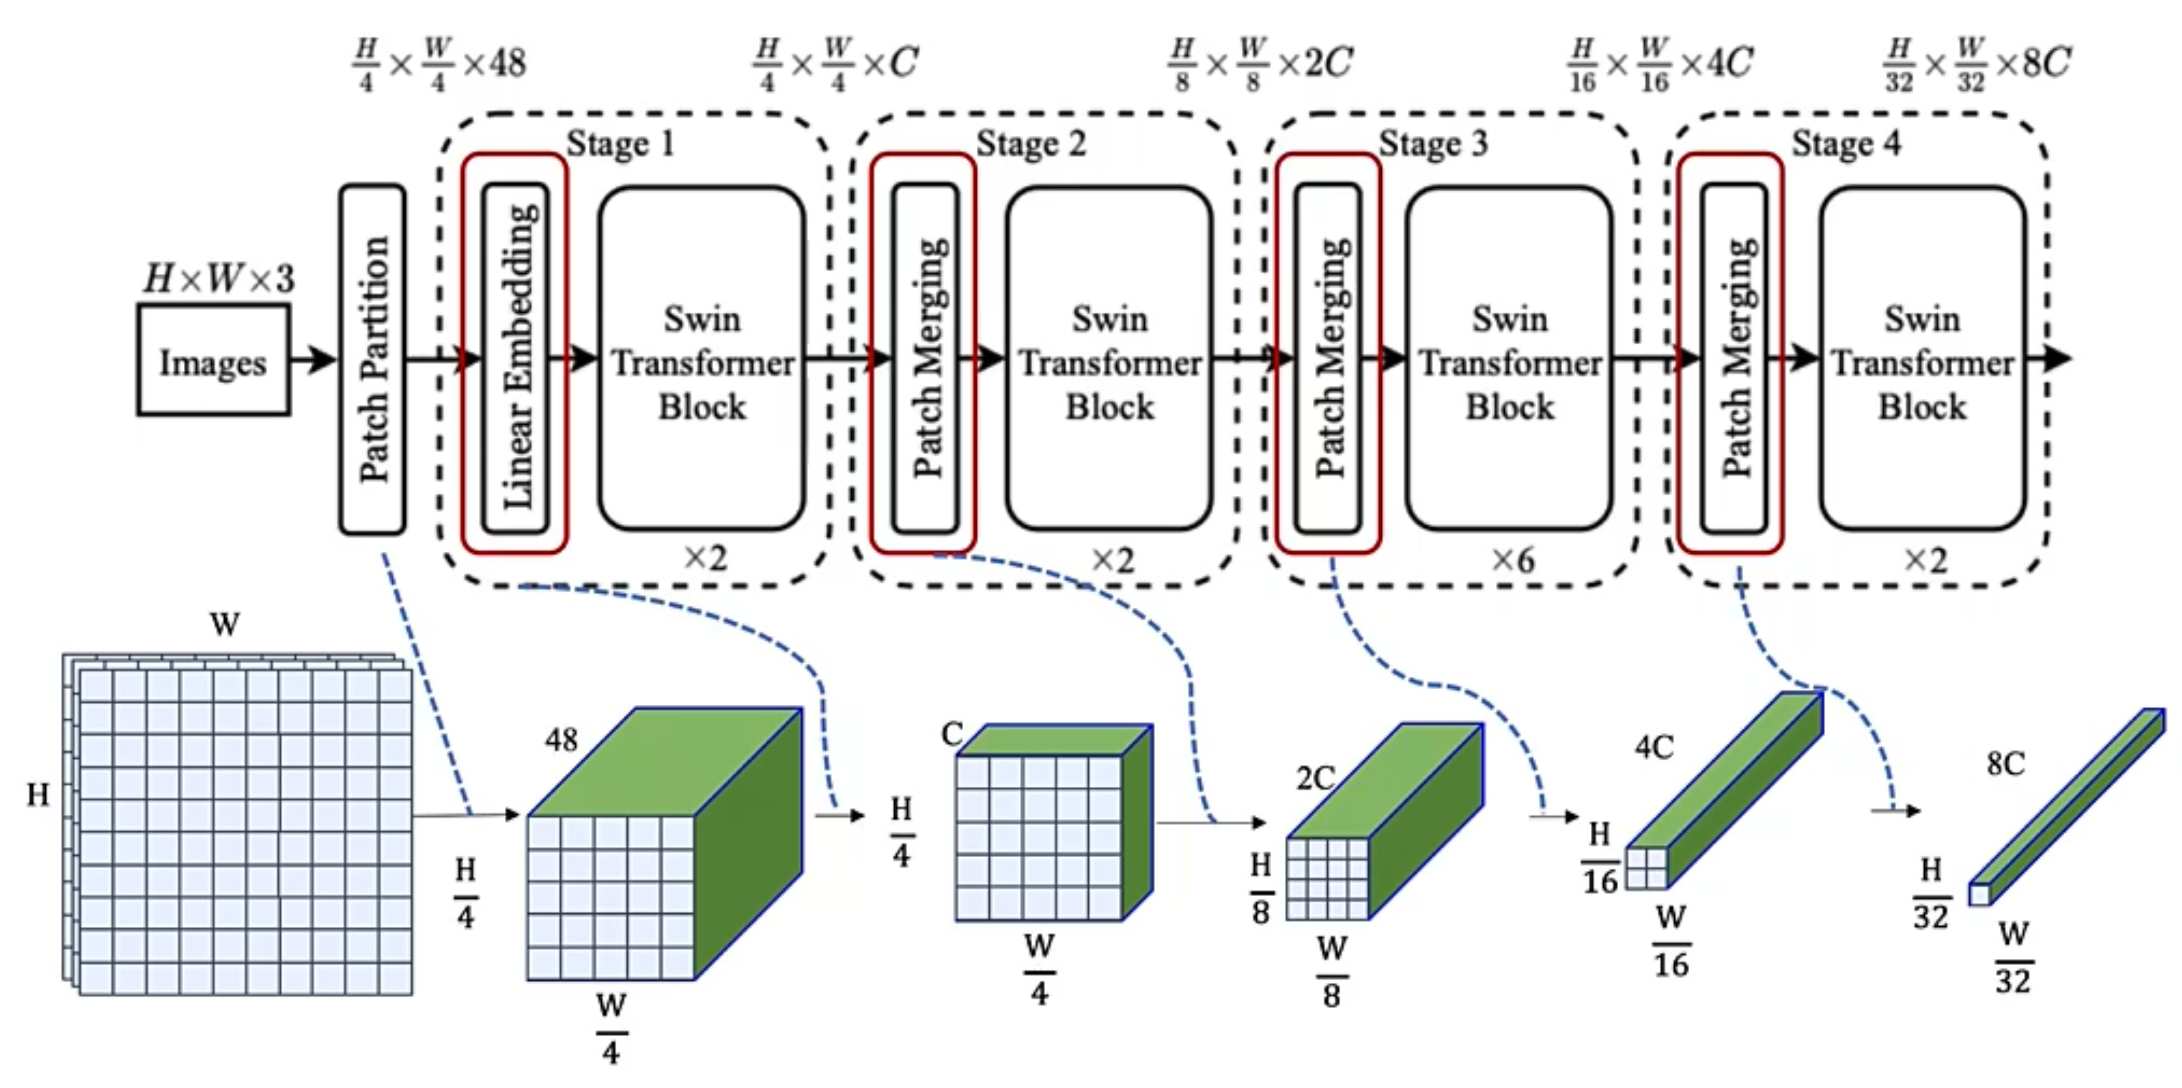 H/4 × W/4 × 48
H/4 × W/4 × C
H/8 × W/8 × 2C
H/16 × W/16 × 4C
H/32 × W/32 × 8C
Stage 1
Stage 2
Stage 3
Stage 4
H×W×3
Images
Patch Partition
Linear Embedding
Swin
Transformer
Block
×2
Patch Merging
Swin
Transformer
Block
×2
Patch Merging
Swin
Transformer
Block
×6
Patch Merging
Swin
Transformer
Block
×2
W
H
48
H/4
W/4
C
H/4
W/4
2C
H/8
W/8
4C
H/16
W/16
8C
H/32
W/32